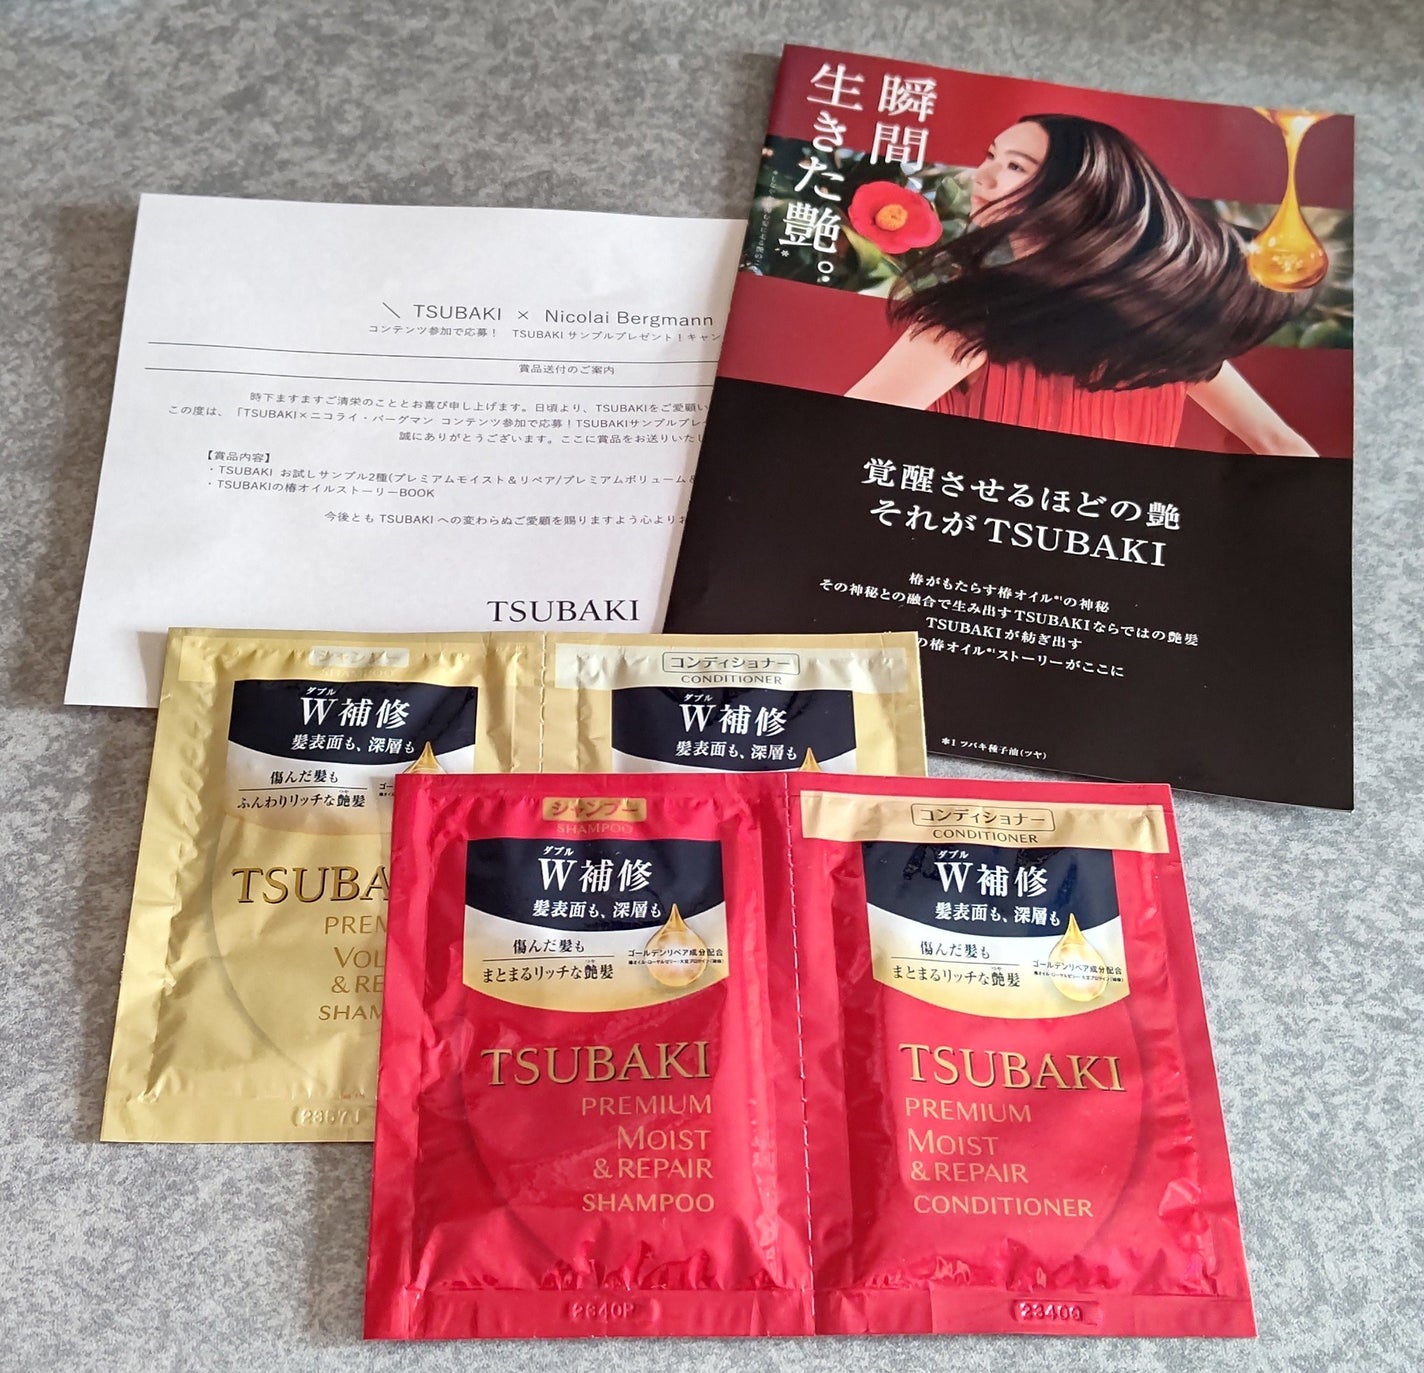 ＼ TSUBAKI × Nicolai Bergmann
コンテンツ参加で応募！ TSUBAKIサンプルプレゼント！キャン
賞品送付のご案内
時下ますますご清栄のこととお喜び申し上げます。日頃より、TSUBAKIをご愛顧い
この度は、「TSUBAKI×ニコライ・バーグマン コンテンツ参加で応募！TSUBAKIサンプルプレ
誠にありがとうございます。ここに賞品をお送りいたし
【賞品内容】
・TSUBAKI お試しサンプル2種(プレミアムモイスト＆リペア/プレミアムボリューム＆
・TSUBAKIの椿オイルストーリーBOOK
今後とも TSUBAKI への変わらぬご愛顧を賜りますよう心よりお
TSUBAKI
瞬間、
生きた艶。*
覚醒させるほどの艶
それが TSUBAKI
椿がもたらす椿オイル*1の神秘
その神秘との融合で生み出すTSUBAKIならではの艶髪
TSUBAKIが紡ぎ出す
の椿オイル*1ストーリーがここに
*1 ツバキ種子油(ツヤ)
シャンプー
SHAMPOO
ダブル
W補修
髪表面も、深層も
傷んだ髪も
つや
ふんわりリッチな艶髪
ゴー
TSUBA
PREM
VOL
& RE
SHAM
2357
コンディショナー
CONDITIONER
ダブル
W補修
髪表面も、深層も
シャンプー
SHAMPOO
ダブル
W補修
髪表面も、深層も
傷んだ髪も
つや
まとまるリッチな艶髪
ゴールデンリペア成分配合
TSUBAKI
PREMIUM
MOIST
& REPAIR
SHAMPOO
2340P
コンディショナー
CONDITIONER
ダブル
W補修
髪表面も、深層も
傷んだ髪も
つや
まとまるリッチな艶髪
ゴールデンリペア成分配合
TSUBAKI
PREMIUM
MOIST
& REPAIR
CONDITIONER